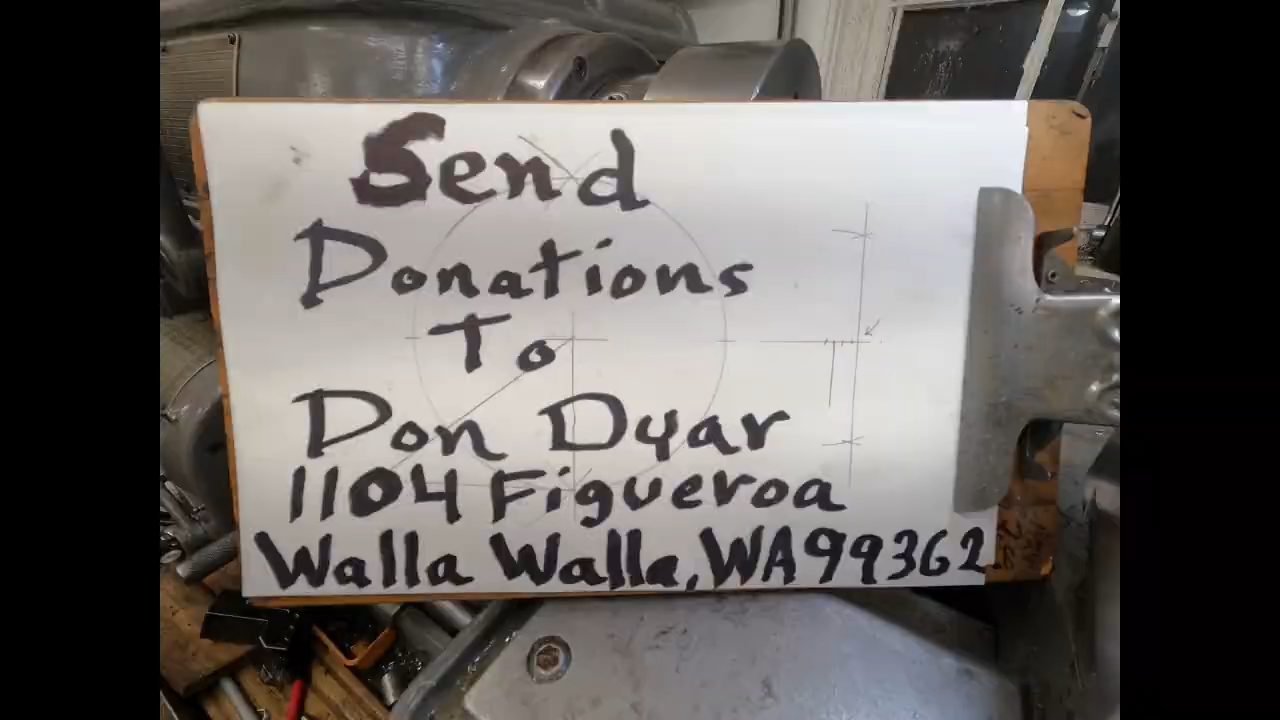 Send
Donations
To
Don Dyar
1104 Figueroa
Walla Walla, WA 99362